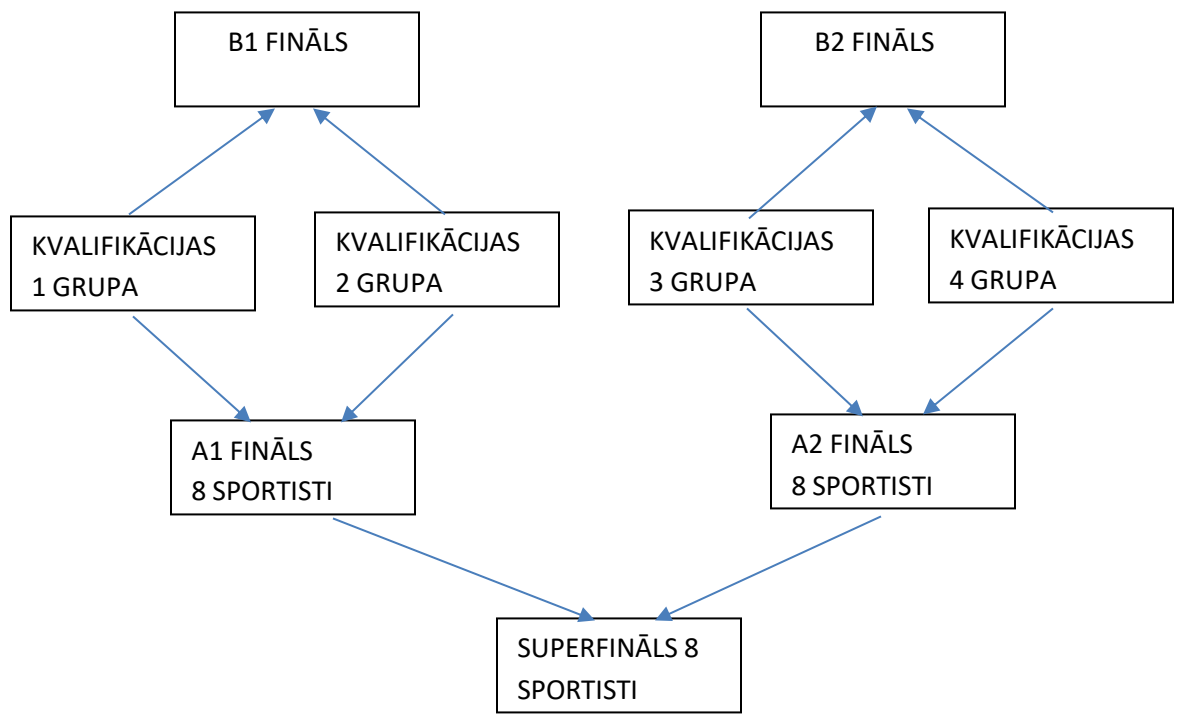 B1 FINĀLS
B2 FINĀLS
KVALIFIKĀCIJAS
1 GRUPA
KVALIFIKĀCIJAS
2 GRUPA
KVALIFIKĀCIJAS
3 GRUPA
KVALIFIKĀCIJAS
4 GRUPA
A1 FINĀLS
8 SPORTISTI
A2 FINĀLS
8 SPORTISTI
SUPERFINĀLS 8
SPORTISTI